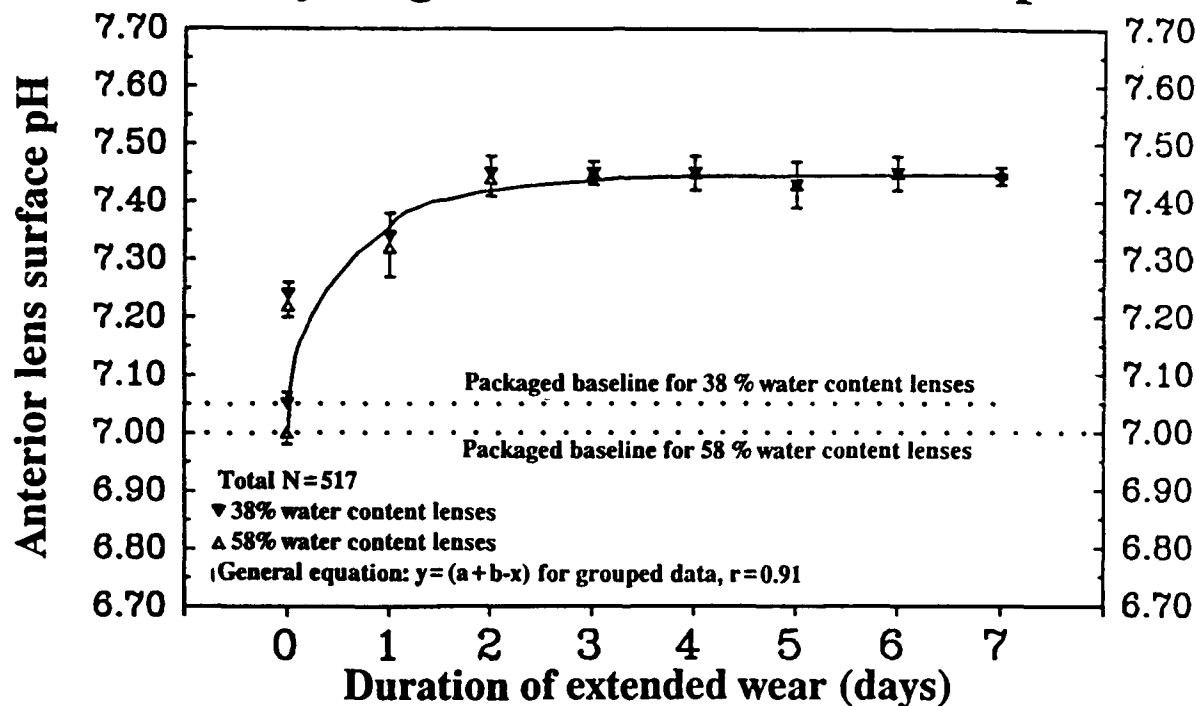 7.70
7.60
7.50
7.40
7.30
7.20
7.10
7.00
6.90
6.80
6.70
Anterior lens surface pH
7.70
7.60
7.50
7.40
7.30
7.20
7.10
7.00
6.90
6.80
6.70
Packaged baseline for 38 % water content lenses
Packaged baseline for 58 % water content lenses
Total N=517
▼ 38% water content lenses
△ 58% water content lenses
General equation: y=(a+b-x) for grouped data, r=0.91
0 1 2 3 4 5 6 7
Duration of extended wear (days)